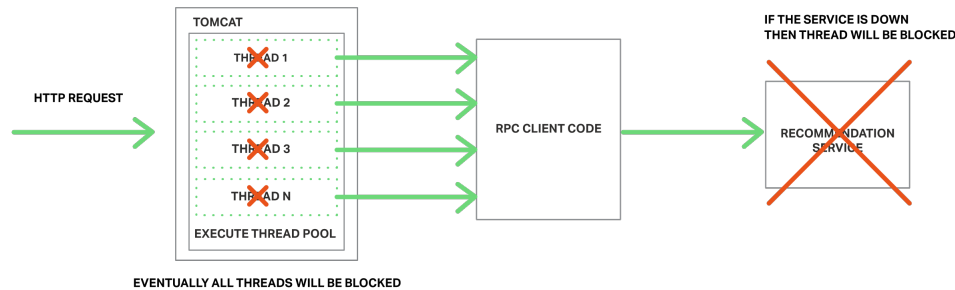 IF THE SERVICE IS DOWN
THEN THREAD WILL BE BLOCKED
TOMCAT
THREAD 1
HTTP REQUEST
THREAD 2
RPC CLIENT CODE
RECOMMENDATION
SERVICE
THREAD 3
THREAD N
EXECUTE THREAD POOL
EVENTUALLY ALL THREADS WILL BE BLOCKED